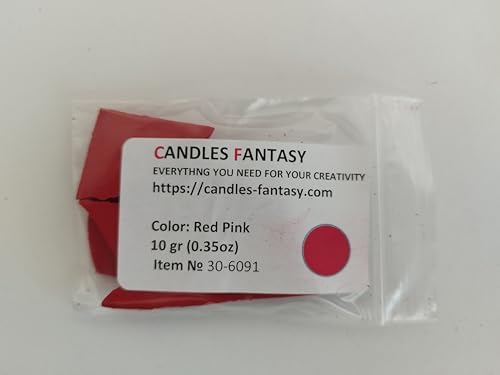 CANDLES FANTASY
EVERYTHNG YOU NEED FOR YOUR CREATIVITY
https://candles-fantasy.com
Color: Red Pink
10 gr (0.35oz)
Item № 30-6091